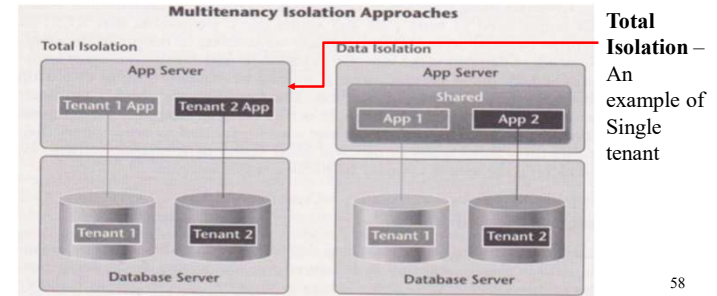 Multitenancy Isolation Approaches
Total Isolation
App Server
Tenant 1 App
Tenant 2 App
Tenant 1
Tenant 2
Database Server
Data Isolation
App Server
Shared
App 1
App 2
Tenant 1
Tenant 2
Database Server
Total
Isolation –
An
example of
Single
tenant
58